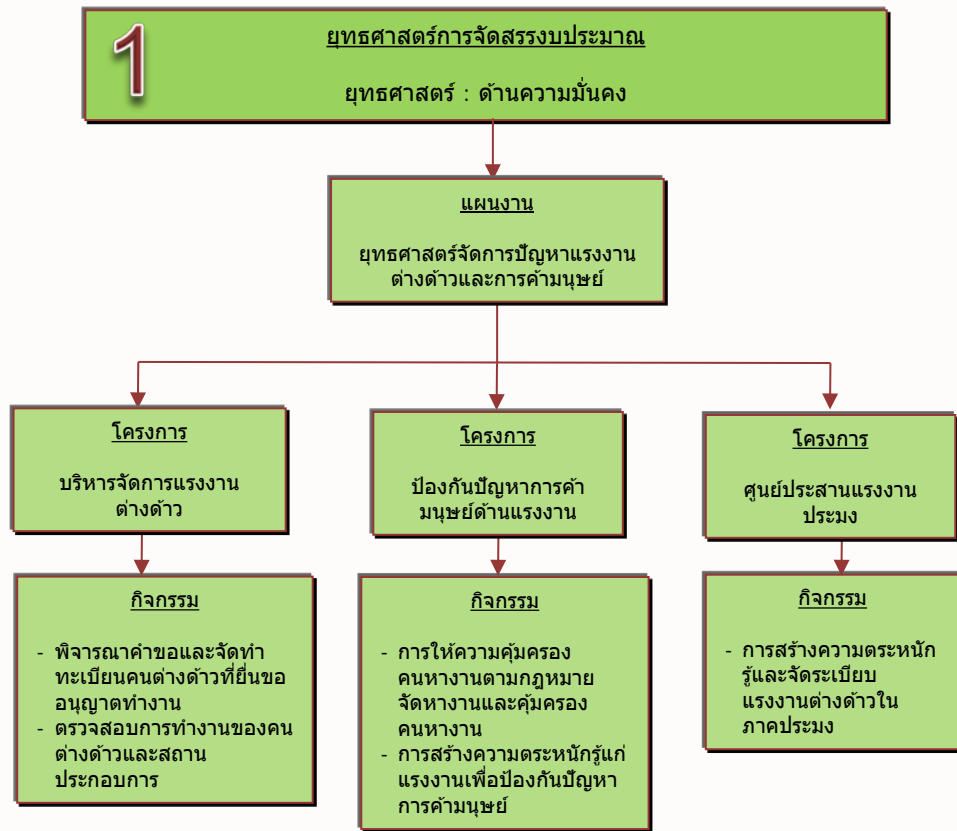 1
ยุทธศาสตร์การจัดสรรงบประมาณ
ยุทธศาสตร์ : ด้านความมั่นคง
แผนงาน
ยุทธศาสตร์จัดการปัญหาแรงงาน
ต่างด้าวและการค้ามนุษย์
โครงการ
บริหารจัดการแรงงาน
ต่างด้าว
โครงการ
ป้องกันปัญหาการค้า
มนุษย์ด้านแรงงาน
โครงการ
ศูนย์ประสานแรงงาน
ประมง
กิจกรรม
- พิจารณาคำขอและจัดทำ
ทะเบียนคนต่างด้าวที่ยื่นขอ
อนุญาตทำงาน
- ตรวจสอบการทำงานของคน
ต่างด้าวและสถาน
ประกอบการ
กิจกรรม
- การให้ความคุ้มครอง
คนหางานตามกฎหมาย
จัดหางานและคุ้มครอง
คนหางาน
- การสร้างความตระหนักรู้แก่
แรงงานเพื่อป้องกันปัญหา
การค้ามนุษย์
กิจกรรม
- การสร้างความตระหนัก
รู้และจัดระเบียบ
แรงงานต่างด้าวใน
ภาคประมง